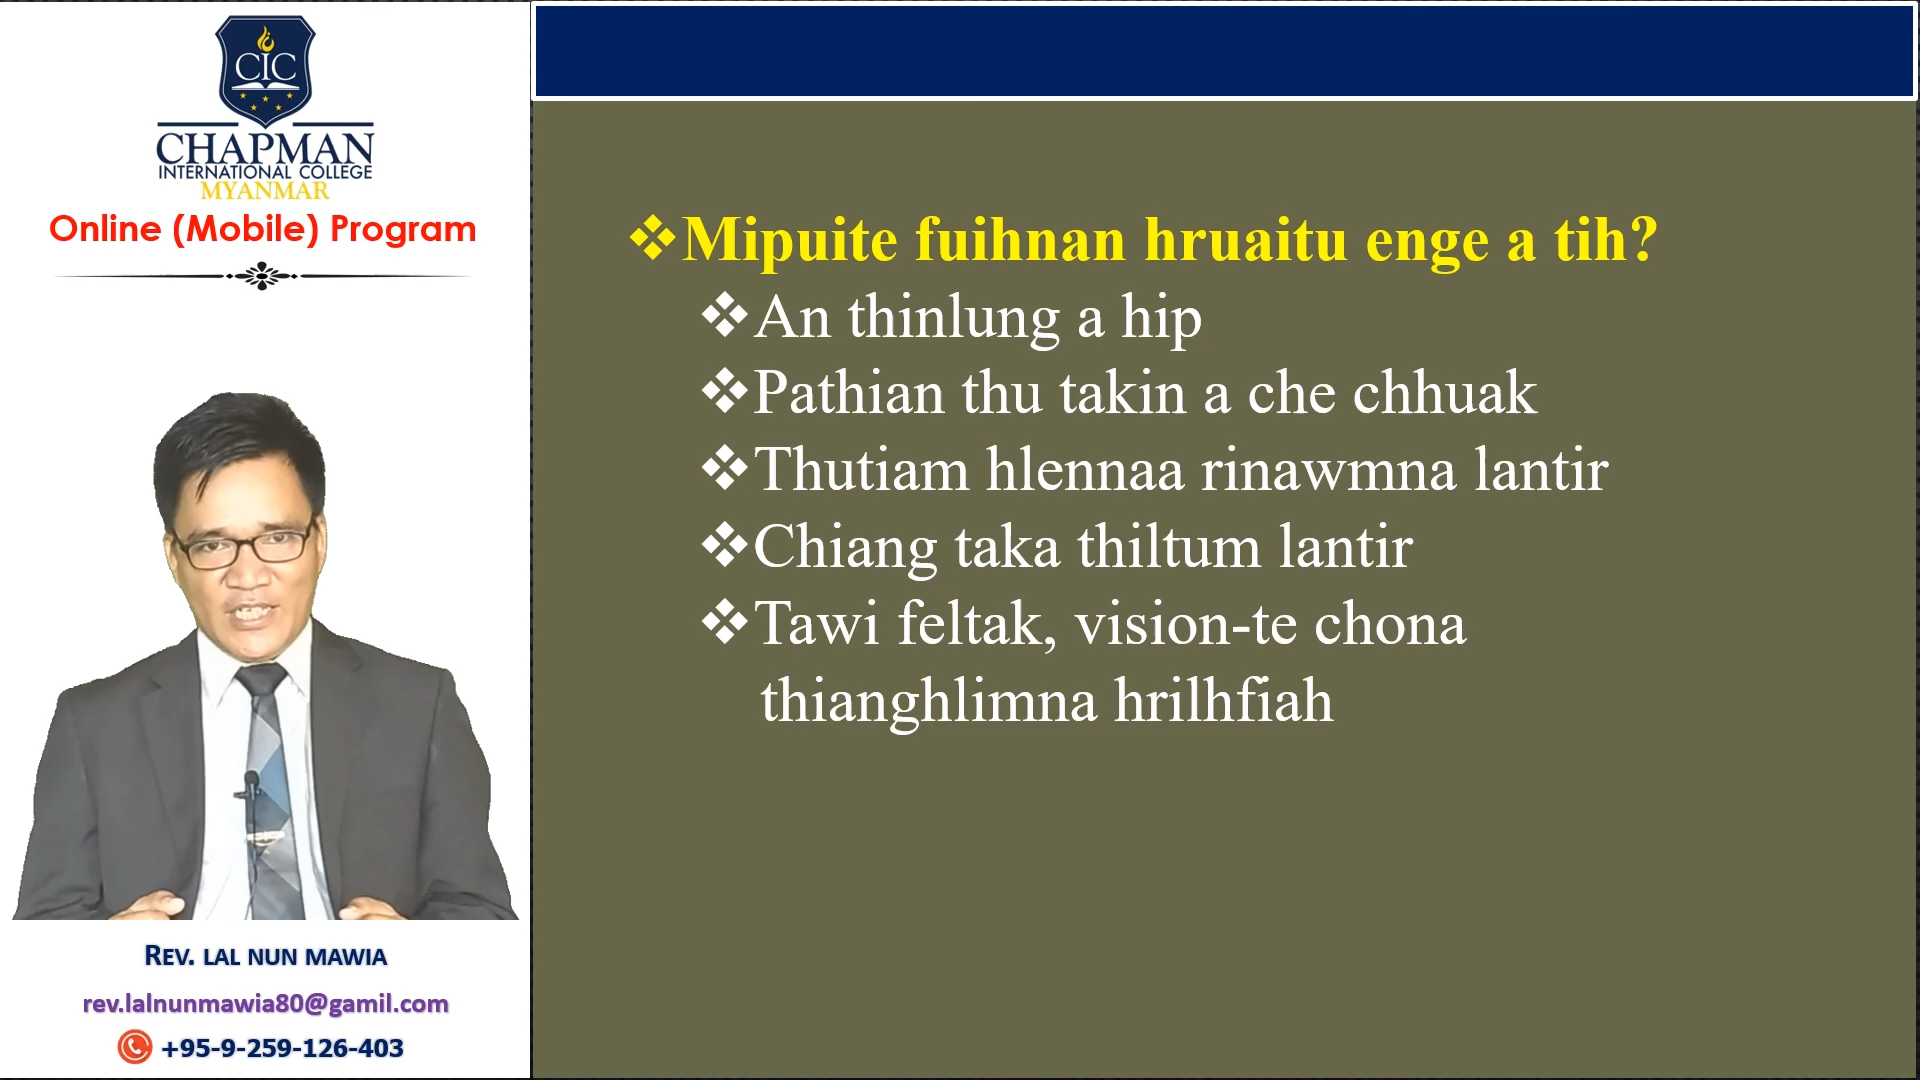 CIC
CHAPMAN
INTERNATIONAL COLLEGE
MYANMAR
Online (Mobile) Program
REV. LAL NUN MAWIA
rev.lalnunmawia80@gamil.com
+95-9-259-126-403
❖Mipuite fuihnan hruaitu enge a tih?
❖An thinlung a hip
❖Pathian thu takin a che chhuak
❖Thutiam hlennaa rinawmna lantir
❖Chiang taka thiltum lantir
❖Tawi feltak, vision-te chona
thianghlimna hrilhfiah